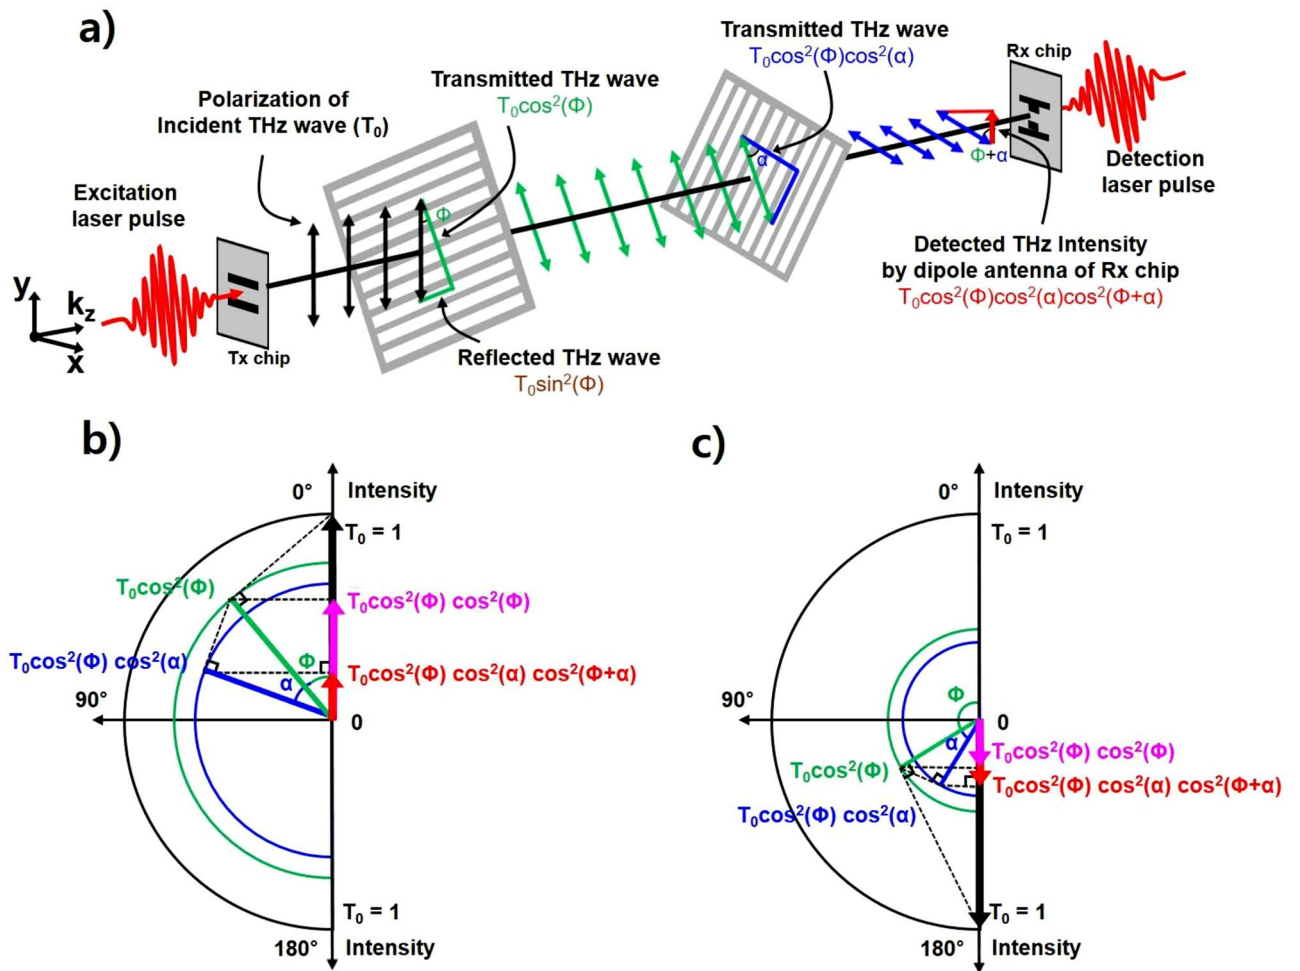 a)
Transmitted THz wave
T₀cos²(Φ)cos²(α)
Rx chip
Transmitted THz wave
T₀cos²(Φ)
Polarization of
Incident THz wave (T₀)
Excitation
laser pulse
Φ
α
Φ+α
Detection
laser pulse
y
k_z
x
Tx chip
Reflected THz wave
T₀sin²(Φ)
Detected THz Intensity
by dipole antenna of Rx chip
T₀cos²(Φ)cos²(α)cos²(Φ+α)
b)
0° Intensity
T₀ = 1
T₀cos²(Φ)
T₀cos²(Φ) cos²(Φ)
T₀cos²(Φ) cos²(α)
Φ
T₀cos²(Φ) cos²(α) cos²(Φ+α)
α
90°
0
T₀ = 1
180° Intensity
c)
0° Intensity
T₀ = 1
90°
Φ
0
α
T₀cos²(Φ) cos²(Φ)
T₀cos²(Φ)
T₀cos²(Φ) cos²(α) cos²(Φ+α)
T₀cos²(Φ) cos²(α)
T₀ = 1
180° Intensity